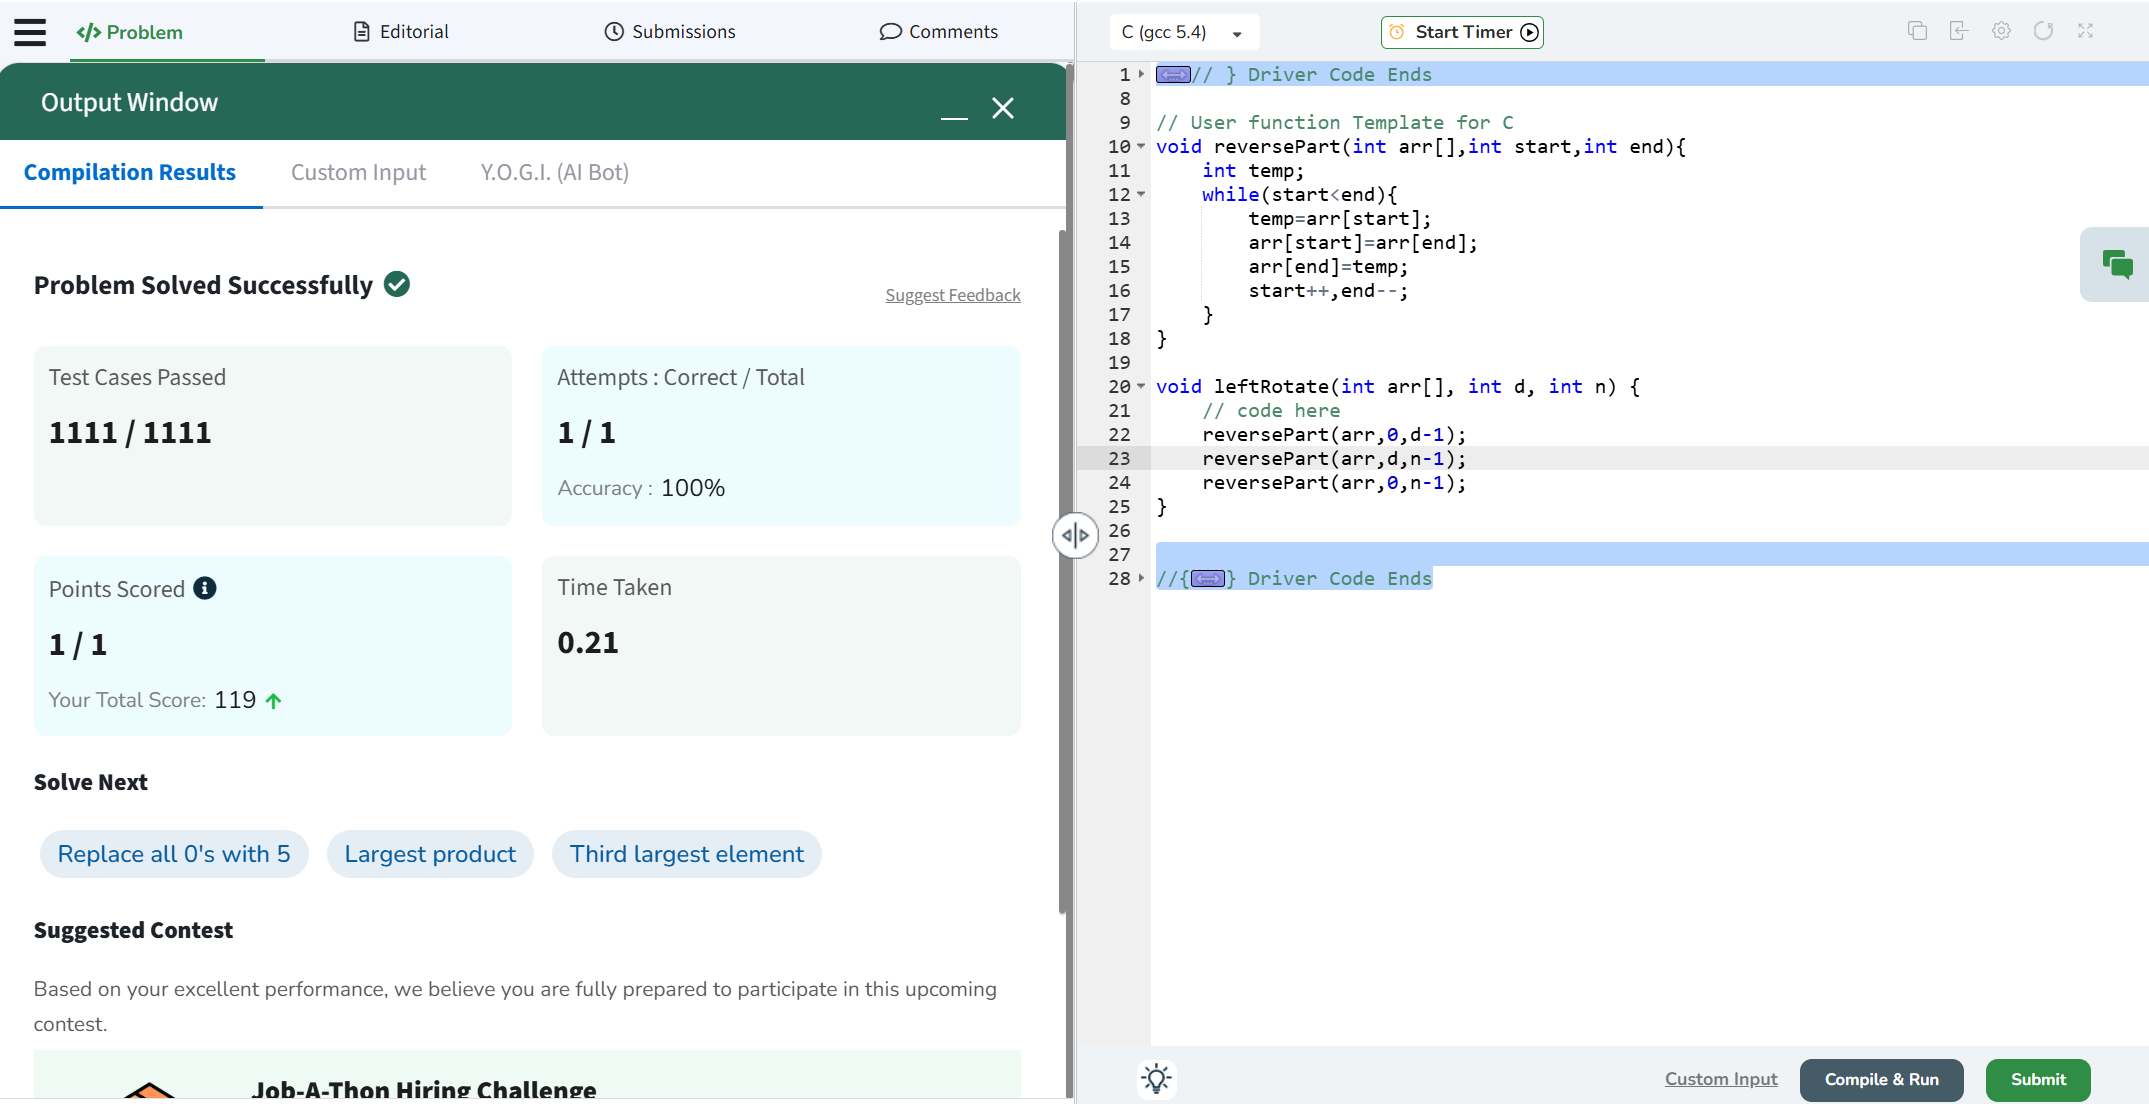 Problem
Editorial
Submissions
Comments
Output Window
Compilation Results
Custom Input
Y.O.G.I. (AI Bot)
Problem Solved Successfully
Suggest Feedback
Test Cases Passed
1111 / 1111
Attempts : Correct / Total
1 / 1
Accuracy : 100%
Points Scored
1 / 1
Your Total Score: 119
Time Taken
0.21
Solve Next
Replace all 0's with 5
Largest product
Third largest element
Suggested Contest
Based on your excellent performance, we believe you are fully prepared to participate in this upcoming
contest.
Job-A-Thon Hiring Challenge
C (gcc 5.4)
Start Timer
1 // } Driver Code Ends
8
9 // User function Template for C
10 void reversePart(int arr[],int start,int end){
11     int temp;
12     while(start<end){
13         temp=arr[start];
14         arr[start]=arr[end];
15         arr[end]=temp;
16         start++,end--;
17     }
18 }
19
20 void leftRotate(int arr[], int d, int n) {
21     // code here
22     reversePart(arr,0,d-1);
23     reversePart(arr,d,n-1);
24     reversePart(arr,0,n-1);
25 }
26
27
28 //{ } Driver Code Ends
Custom Input
Compile & Run
Submit